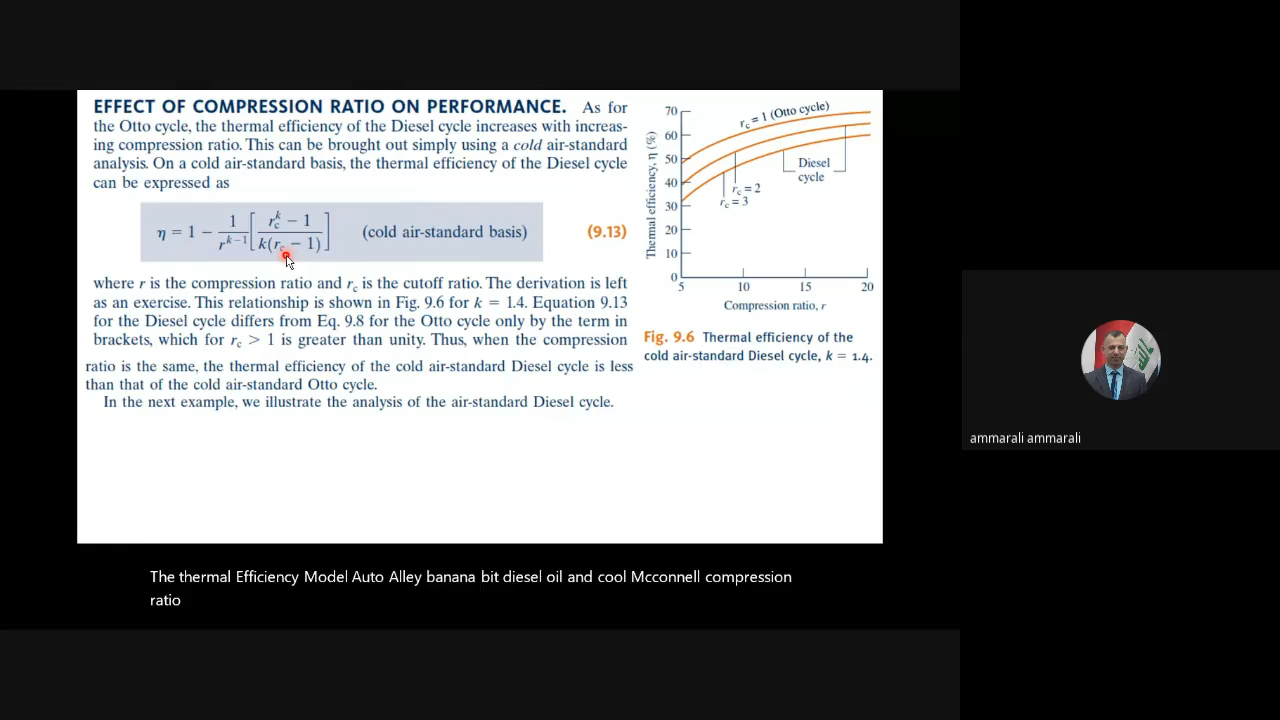 EFFECT OF COMPRESSION RATIO ON PERFORMANCE. As for
the Otto cycle, the thermal efficiency of the Diesel cycle increases with increas-
ing compression ratio. This can be brought out simply using a cold air-standard
analysis. On a cold air-standard basis, the thermal efficiency of the Diesel cycle
can be expressed as
η = 1 − 1/r^{k−1} [ (r_c^k − 1) / (k(r_c − 1)) ] (cold air-standard basis) (9.13)
where r is the compression ratio and r_c is the cutoff ratio. The derivation is left
as an exercise. This relationship is shown in Fig. 9.6 for k = 1.4. Equation 9.13
for the Diesel cycle differs from Eq. 9.8 for the Otto cycle only by the term in
brackets, which for r_c > 1 is greater than unity. Thus, when the compression
ratio is the same, the thermal efficiency of the cold air-standard Diesel cycle is less
than that of the cold air-standard Otto cycle.
In the next example, we illustrate the analysis of the air-standard Diesel cycle.
Thermal efficiency, η (%)
70
60
50
40
30
20
10
0
r_c = 1 (Otto cycle)
Diesel
cycle
r_c = 2
r_c = 3
5 10 15 20
Compression ratio, r
Fig. 9.6 Thermal efficiency of the
cold air-standard Diesel cycle, k = 1.4.
ammarali ammarali
The thermal Efficiency Model Auto Alley banana bit diesel oil and cool Mcconnell compression
ratio